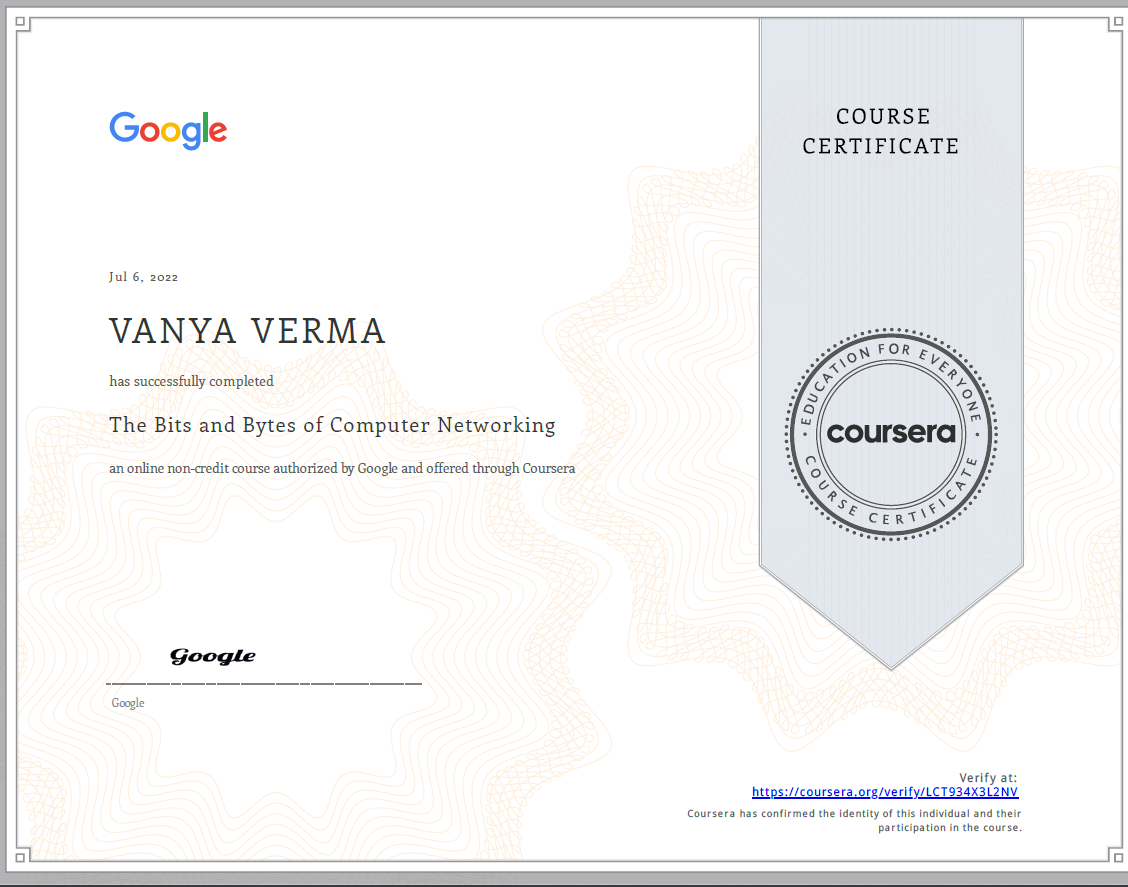 Google
COURSE
CERTIFICATE
Jul 6, 2022
VANYA VERMA
has successfully completed
The Bits and Bytes of Computer Networking
an online non-credit course authorized by Google and offered through Coursera
EDUCATION FOR EVERYONE
coursera
COURSE CERTIFICATE
Google
Google
Verify at:
https://coursera.org/verify/LCT934X3L2NV
Coursera has confirmed the identity of this individual and their
participation in the course.